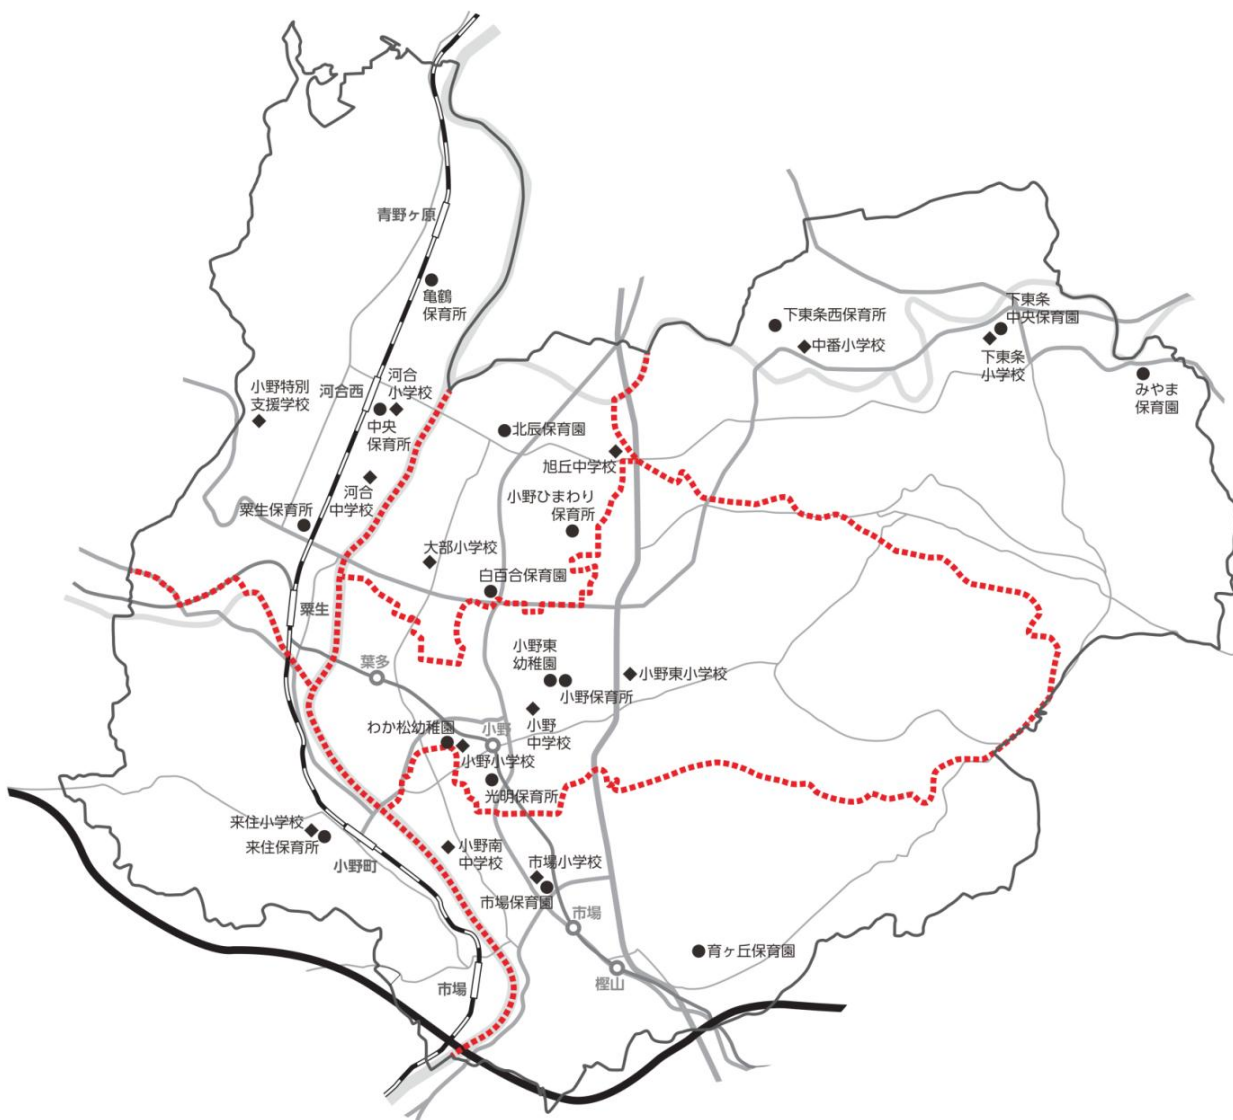 青野ヶ原
亀鶴
保育所
下東条西保育所
中番小学校
下東条
中央保育園
下東条
小学校
みやま
保育園
小野特別
支援学校
河合西
河合
小学校
中央
保育所
北辰保育園
旭丘中学校
河合
中学校
小野ひまわり
保育所
粟生保育所
大部小学校
白百合保育園
粟生
葉多
小野東
幼稚園
小野保育所
小野東小学校
小野
中学校
わか松幼稚園
小野
小野小学校
光明保育所
来住小学校
来住保育所
小野町
小野南
中学校
市場小学校
市場保育園
市場
育ヶ丘保育園
樫山
市場